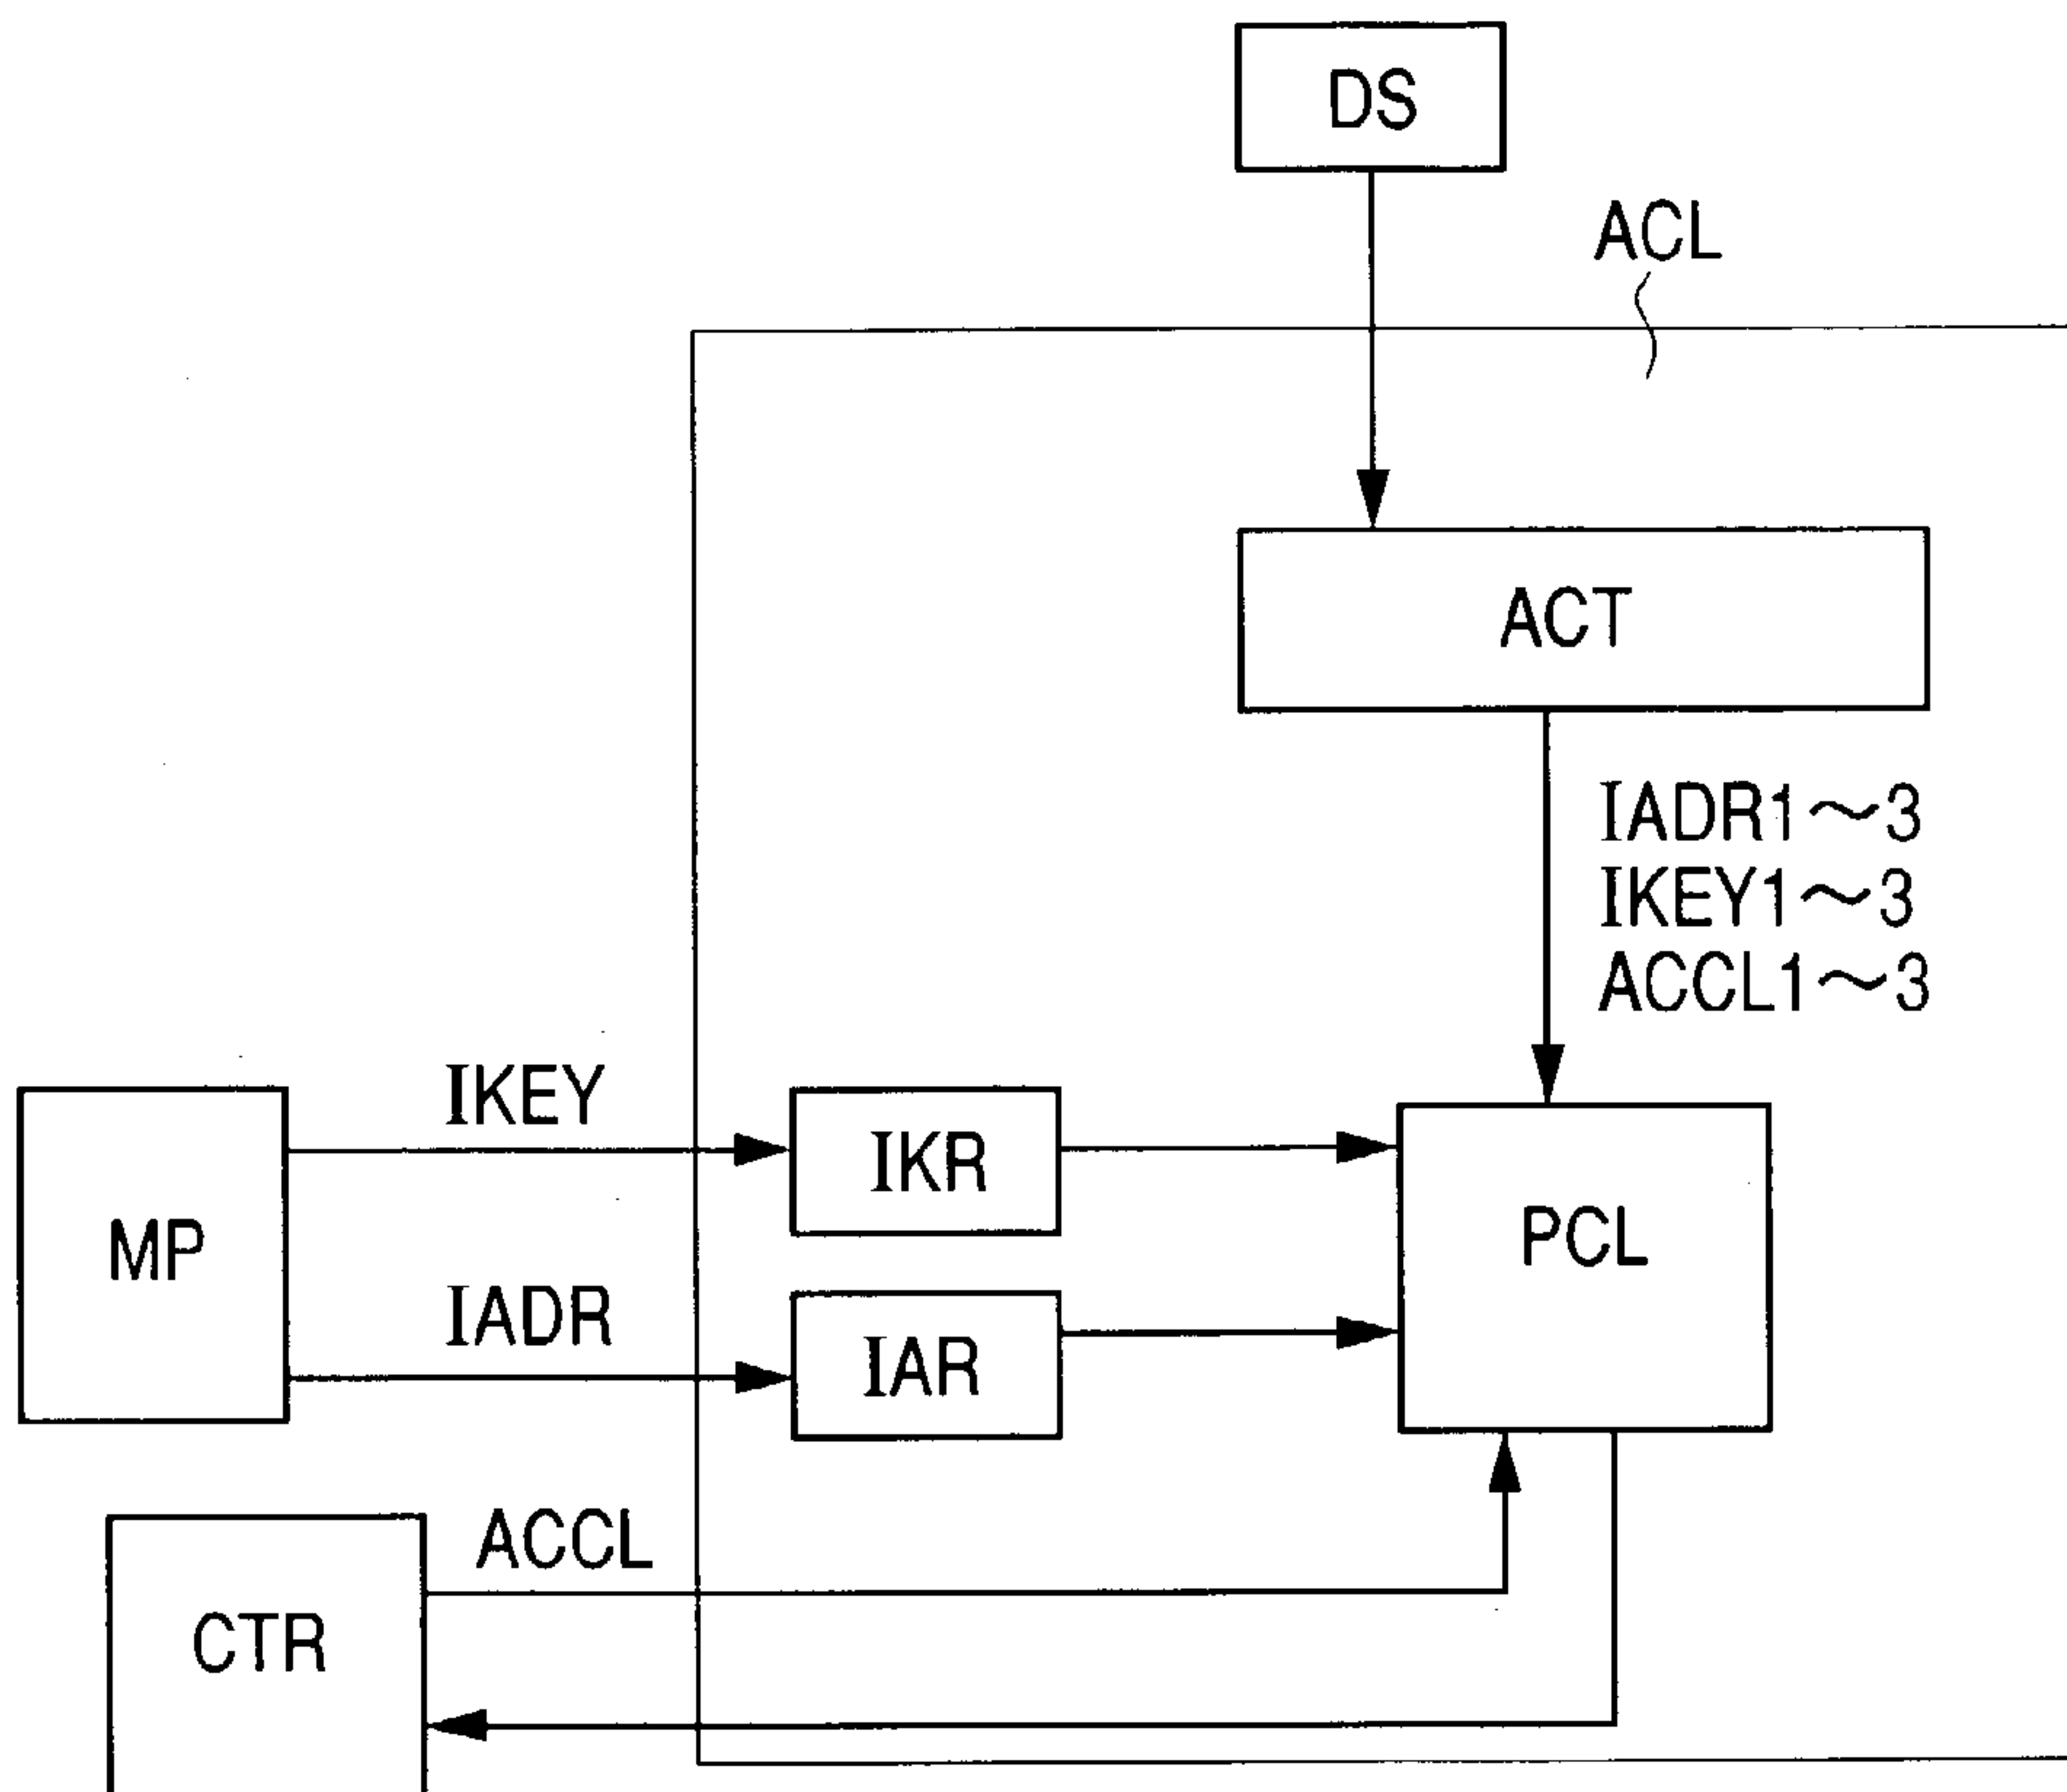 DS
ACL
ACT
IADR1～3
IKEY1～3
ACCL1～3
IKEY
IKR
MP
PCL
IADR
IAR
ACCL
CTR